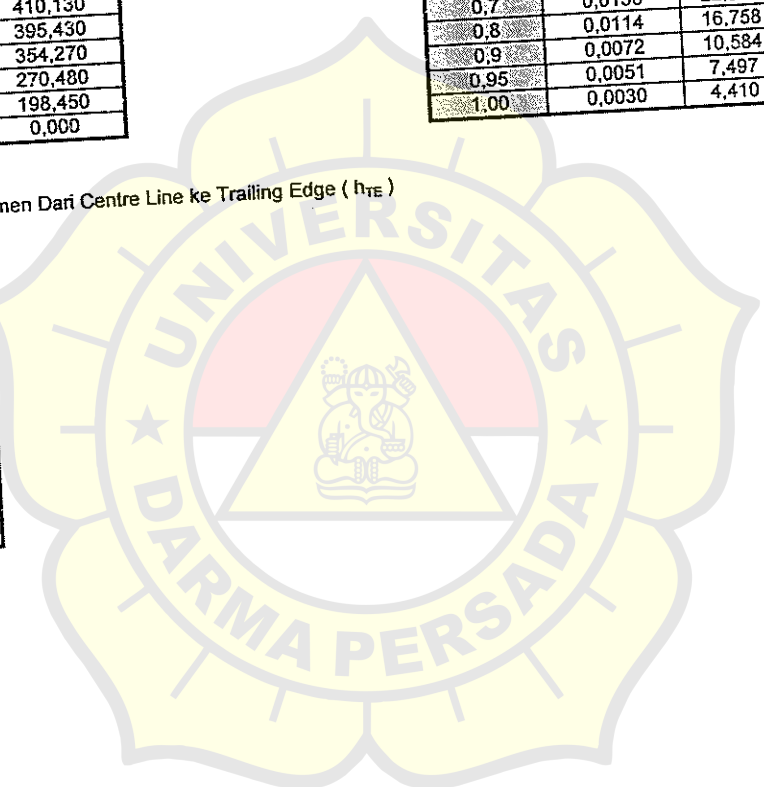 410,130
395,430
354,270
270,480
198,450
0,000
0,7
0,8 0,0114 16,758
0,9 0,0072 10,584
0,95 0,0051 7,497
1,00 0,0030 4,410
Dari Centre Line ke Trailing Edge ( hTE )
UNIVERSITAS
DARMA PERSADA